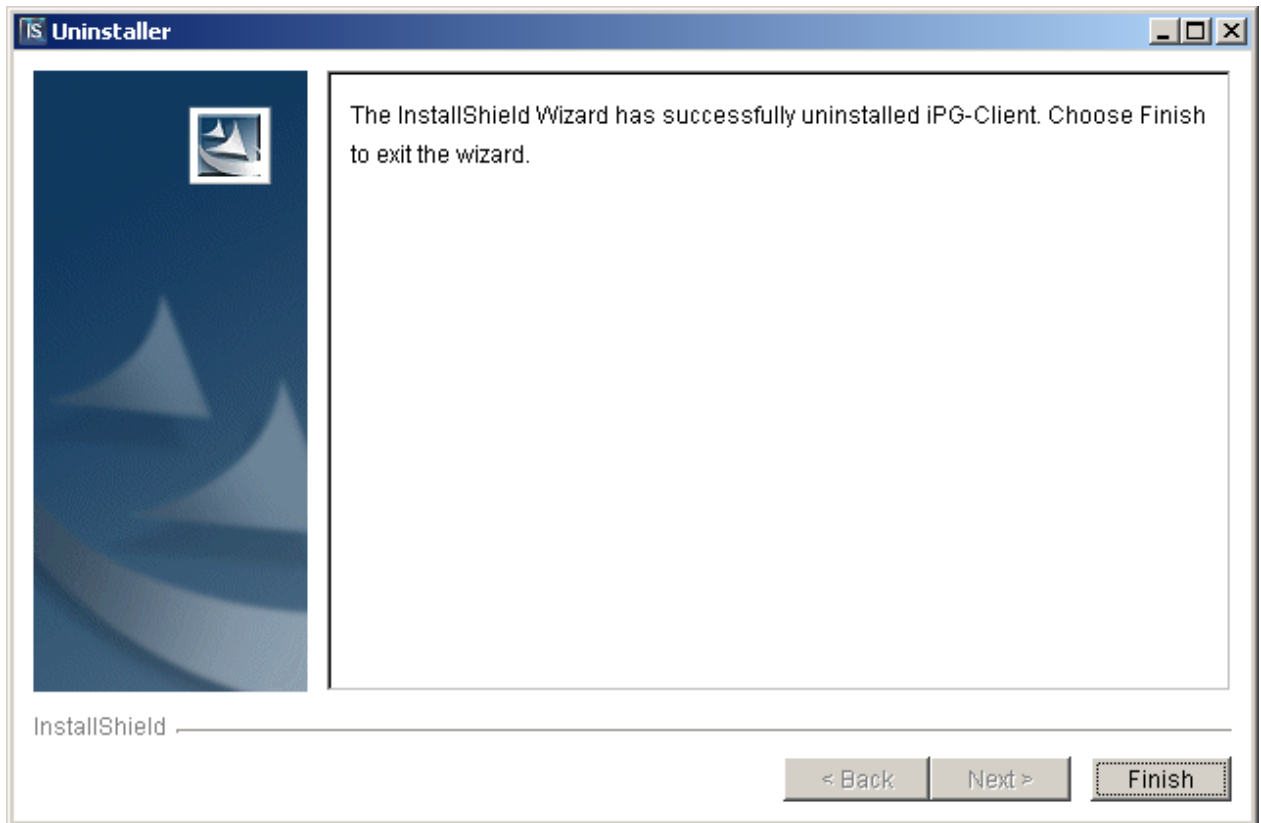 IS Uninstaller
The InstallShield Wizard has successfully uninstalled iPG-Client. Choose Finish
to exit the wizard.
InstallShield
< Back Next > Finish